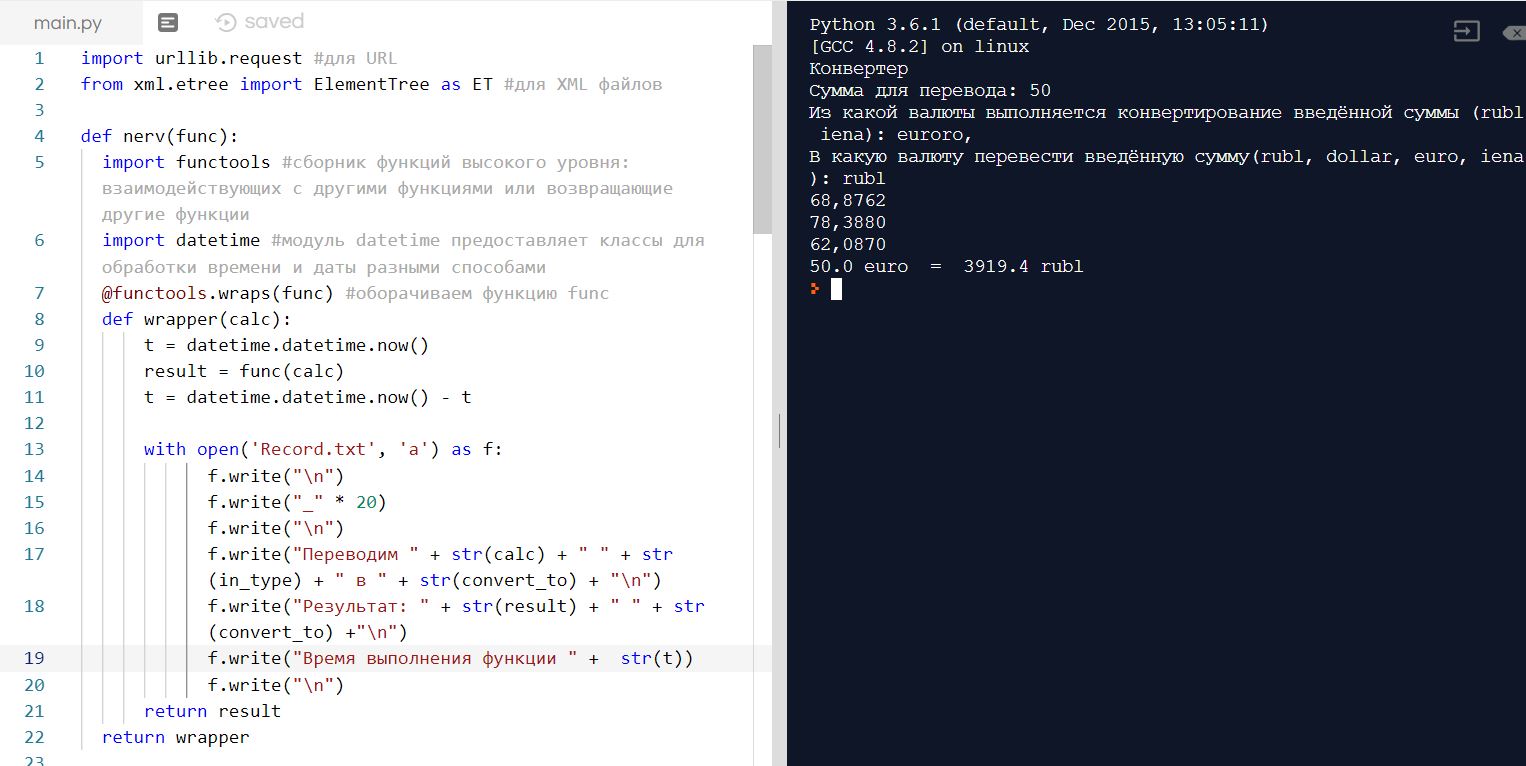 main.py
saved
1 import urllib.request #для URL
2 from xml.etree import ElementTree as ET #для XML файлов
3
4 def nerv(func):
5 import functools #сборник функций высокого уровня:
взаимодействующих с другими функциями или возвращающие
другие функции
6 import datetime #модуль datetime предоставляет классы для
обработки времени и даты разными способами
7 @functools.wraps(func) #оборачиваем функцию func
8 def wrapper(calc):
9 t = datetime.datetime.now()
10 result = func(calc)
11 t = datetime.datetime.now() - t
12
13 with open('Record.txt', 'a') as f:
14 f.write("\n")
15 f.write("_" * 20)
16 f.write("\n")
17 f.write("Переводим " + str(calc) + " " + str
(in_type) + " в " + str(convert_to) + "\n")
18 f.write("Результат: " + str(result) + " " + str
(convert_to) +"\n")
19 f.write("Время выполнения функции " +  str(t))
20 f.write("\n")
21 return result
22 return wrapper
23
Python 3.6.1 (default, Dec 2015, 13:05:11)
[GCC 4.8.2] on linux
Конвертер
Сумма для перевода: 50
Из какой валюты выполняется конвертирование введённой суммы (rubl
iena): euroro,
В какую валюту перевести введённую сумму(rubl, dollar, euro, iena
): rubl
68,8762
78,3880
62,0870
50.0 euro  =  3919.4 rubl